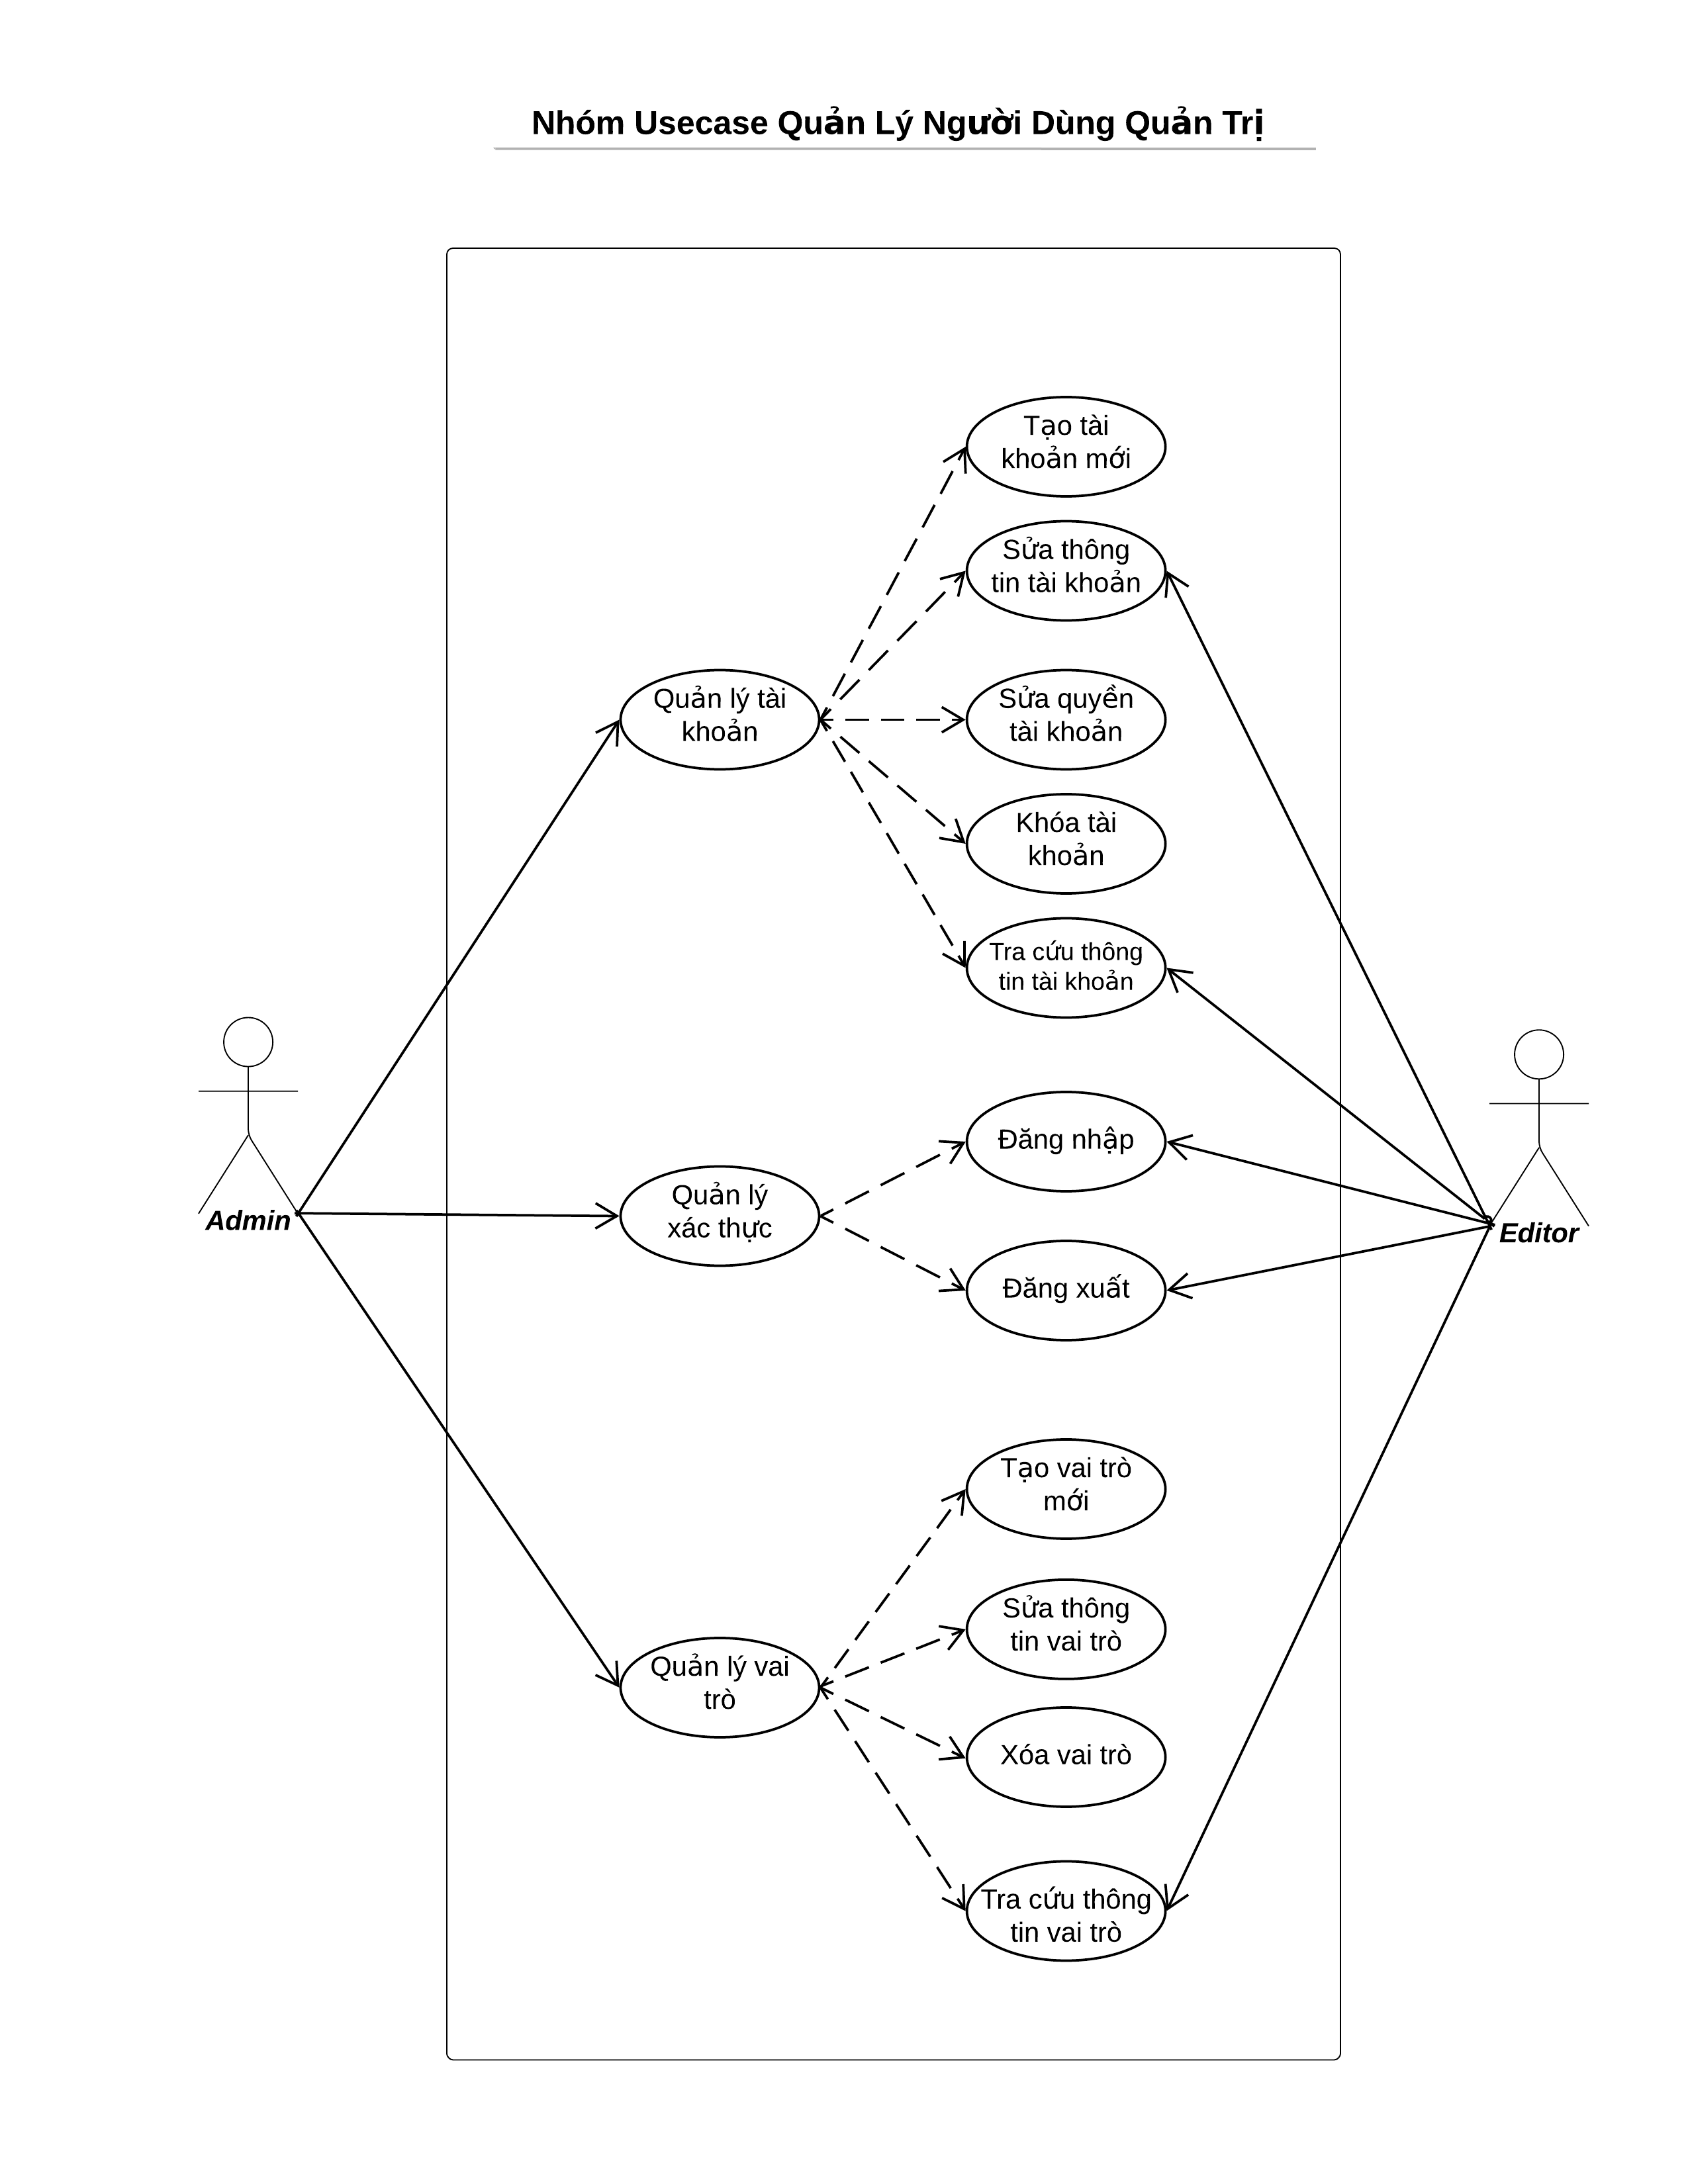 Nhóm Usecase Quản Lý Người Dùng Quản Trị
Tạo tài
khoản mới
Sửa thông
tin tài khoản
Quản lý tài
khoản
Sửa quyền
tài khoản
Khóa tài
khoản
Tra cứu thông
tin tài khoản
Admin
Quản lý
xác thực
Đăng nhập
Đăng xuất
Editor
Tạo vai trò
mới
Sửa thông
tin vai trò
Quản lý vai
trò
Xóa vai trò
Tra cứu thông
tin vai trò